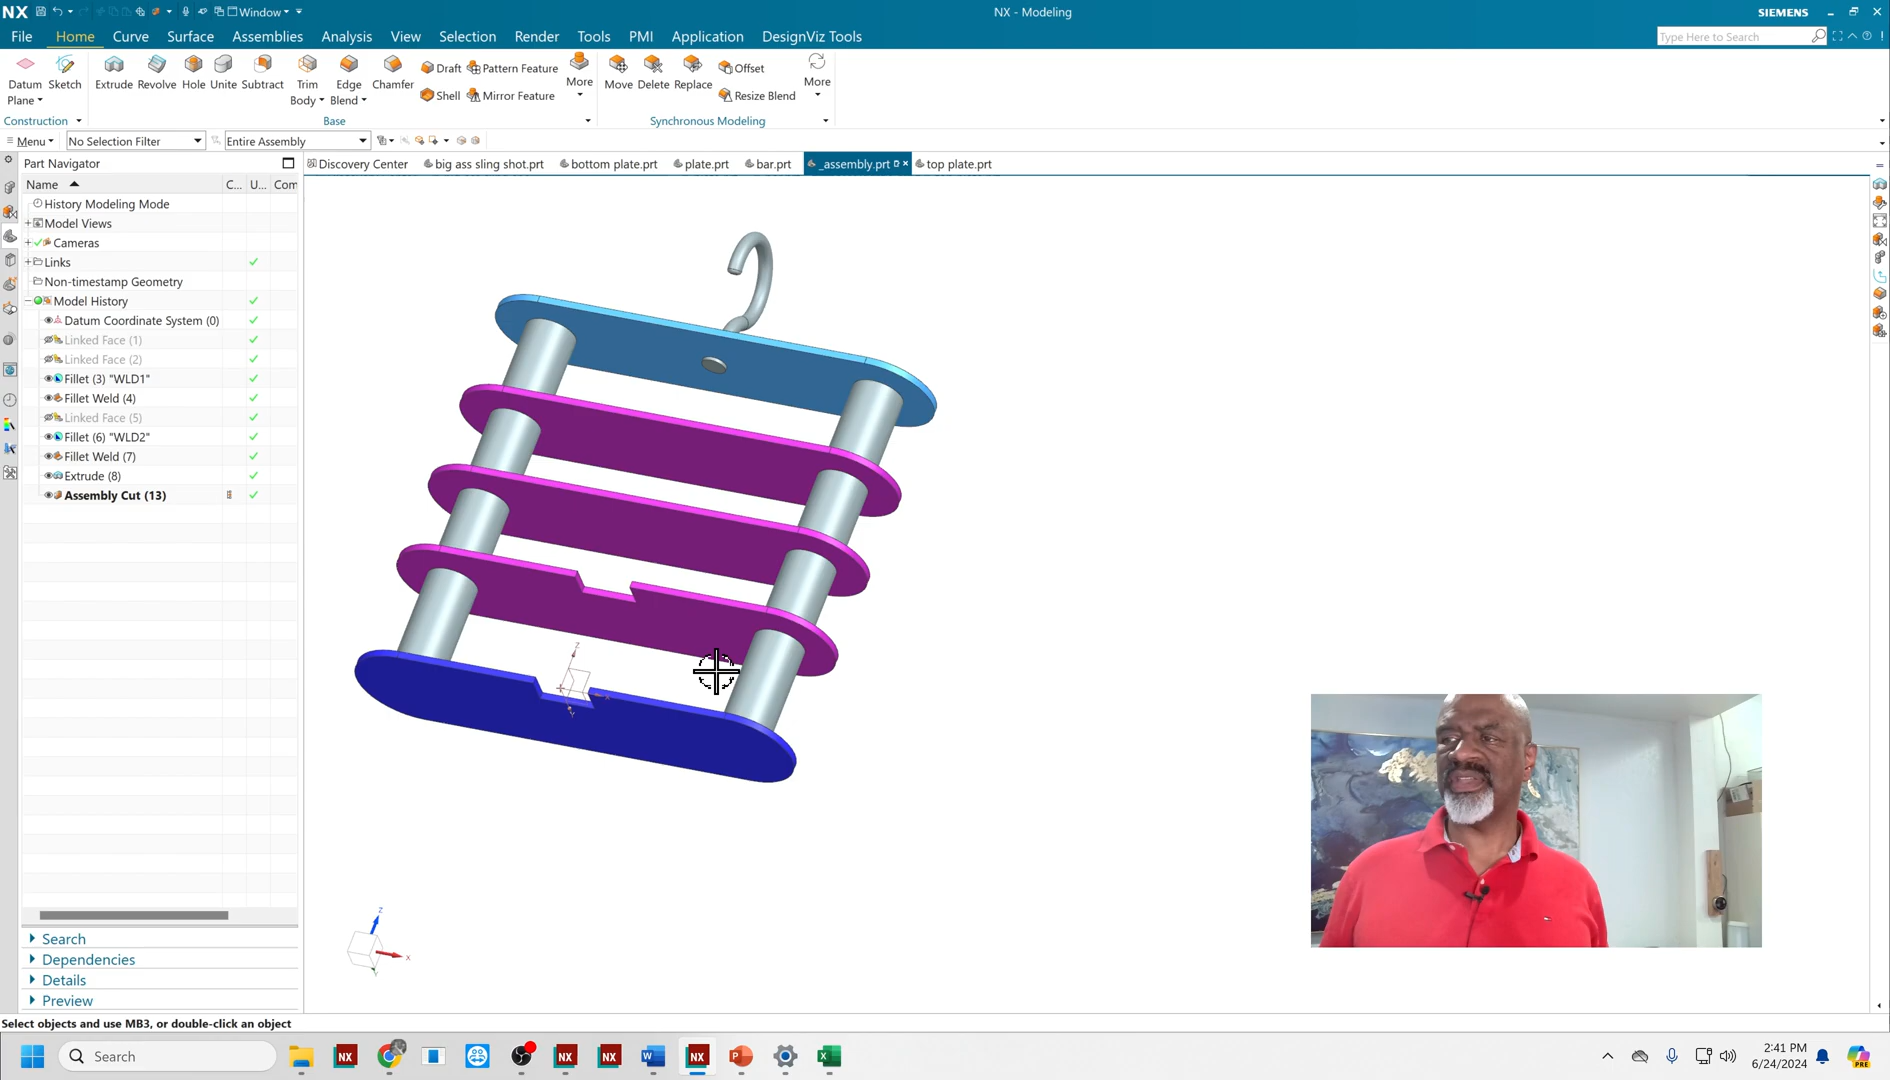 NX
Window
NX - Modeling
SIEMENS
File Home Curve Surface Assemblies Analysis View Selection Render Tools PMI Application DesignViz Tools
Type Here to Search
Datum Plane
Sketch
Extrude
Revolve
Hole
Unite
Subtract
Trim Body
Edge Blend
Chamfer
Draft
Shell
Pattern Feature
Mirror Feature
More
Move
Delete
Replace
Offset
Resize Blend
More
Construction
Base
Synchronous Modeling
Menu
No Selection Filter
Entire Assembly
Part Navigator
Discovery Center
big ass sling shot.prt
bottom plate.prt
plate.prt
bar.prt
_assembly.prt
top plate.prt
Name C... U... Com
History Modeling Mode
Model Views
Cameras
Links
Non-timestamp Geometry
Model History
Datum Coordinate System (0)
Linked Face (1)
Linked Face (2)
Fillet (3) "WLD1"
Fillet Weld (4)
Linked Face (5)
Fillet (6) "WLD2"
Fillet Weld (7)
Extrude (8)
Assembly Cut (13)
Z
X
Y
Z
X
Y
Search
Dependencies
Details
Preview
Select objects and use MB3, or double-click an object
Search
NX
NX
NX
NX
2:41 PM
6/24/2024
PRE